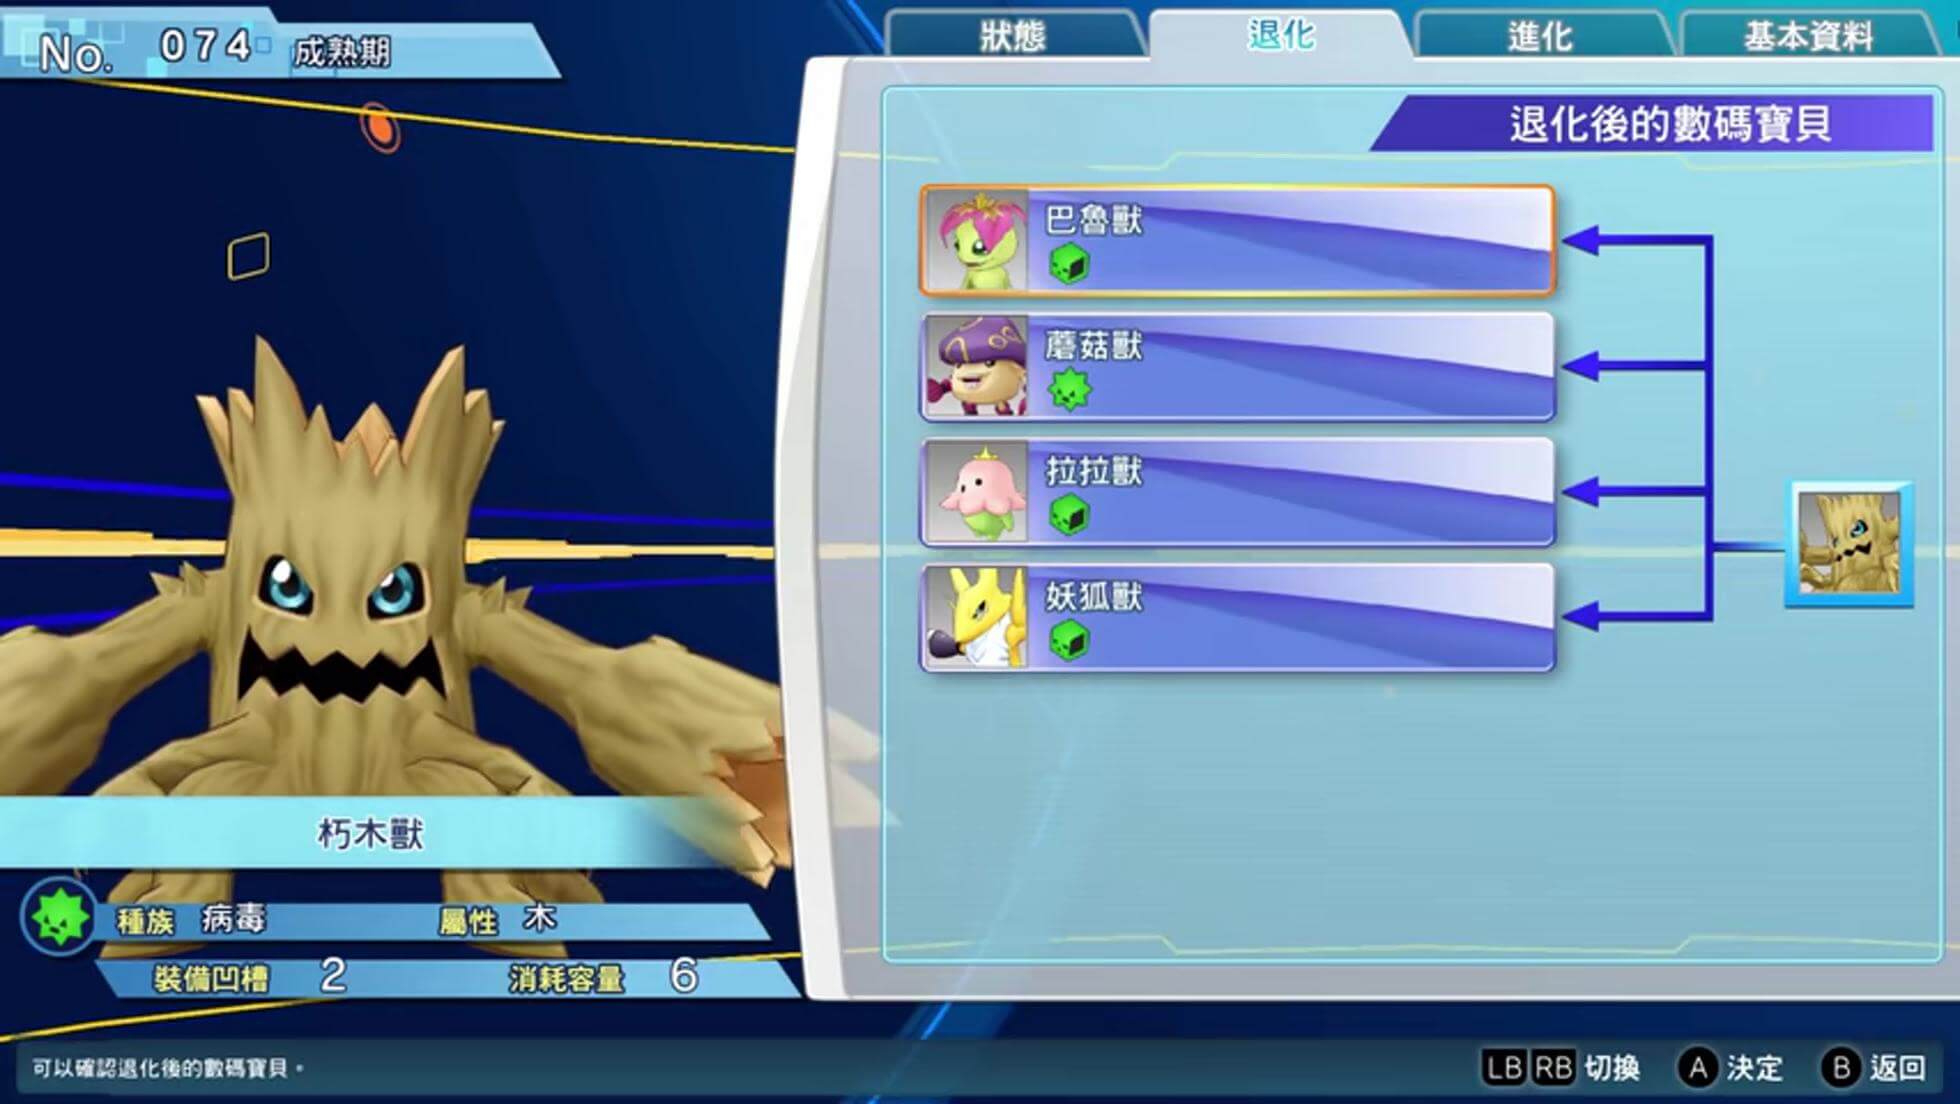 No. 074 成熟期
狀態 退化 進化 基本資料
退化後的數碼寶貝
巴魯獸
蘑菇獸
拉拉獸
妖狐獸
朽木獸
種族 病毒 屬性 木
裝備凹槽 2 消耗容量 6
可以確認退化後的數碼寶貝。
LB RB 切換 A 決定 B 返回